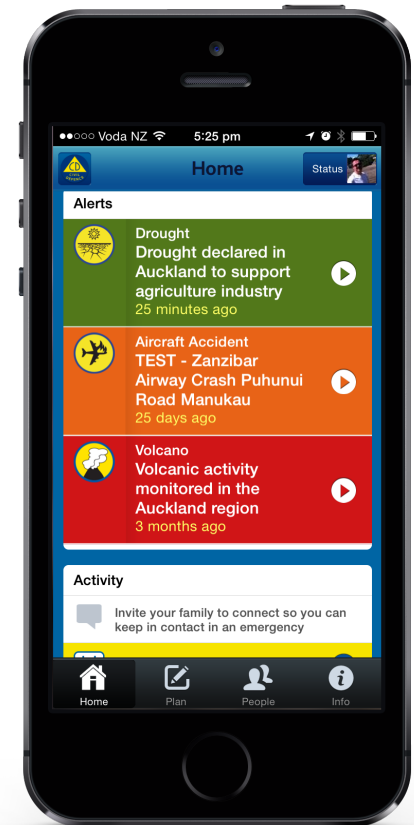 Voda NZ 5:25 pm
CD
CIVIL
DEFENCE
Home
Status
Alerts
Drought
Drought declared in
Auckland to support
agriculture industry
25 minutes ago
Aircraft Accident
TEST - Zanzibar
Airway Crash Puhunui
Road Manukau
25 days ago
Volcano
Volcanic activity
monitored in the
Auckland region
3 months ago
Activity
Invite your family to connect so you can
keep in contact in an emergency
Home Plan People Info